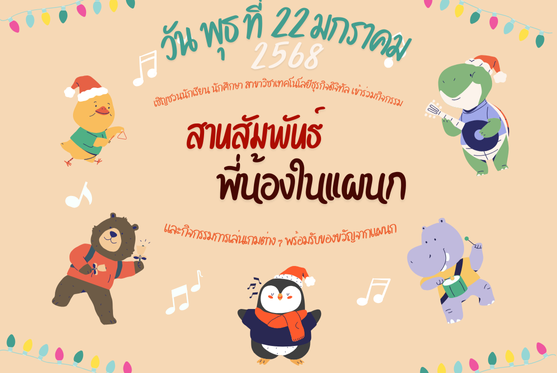 วัน พุธ ที่ 22 มกราคม
2568
เชิญชวนนักเรียน นักศึกษา สาขาวิชาเทคโนโลยีธุรกิจดิจิทัล เข้าร่วมกิจกรรม
สานสัมพันธ์
พี่น้องในแผนก
และกิจกรรมการเล่นเกมต่าง ๆ พร้อมรับของขวัญจากแผนก